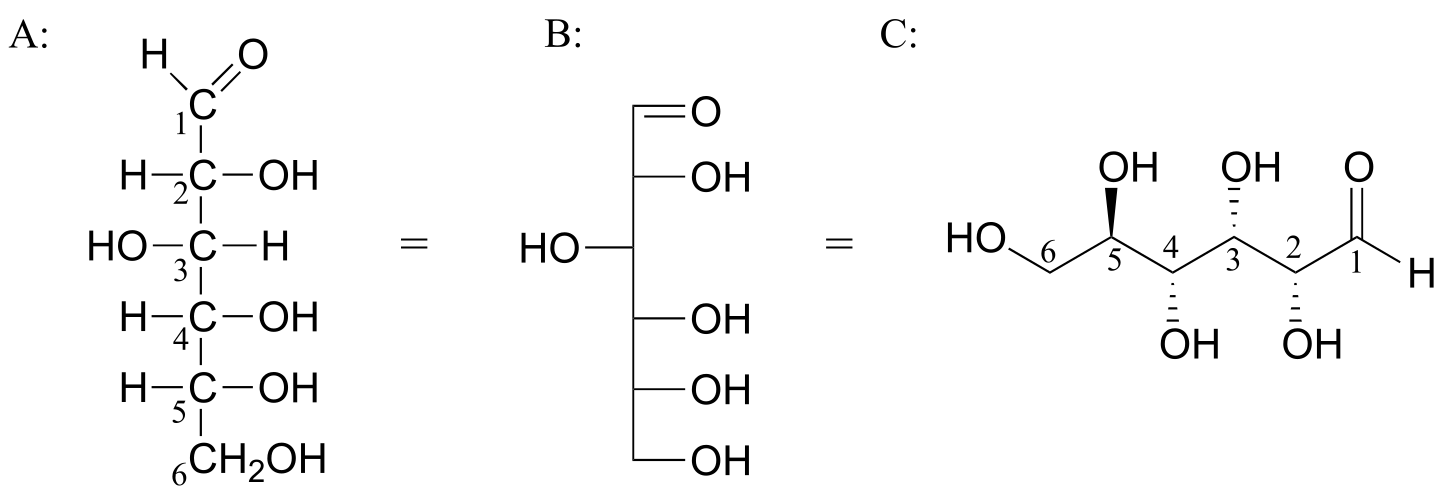 A:
H O
C
1
H C OH
2
HO C H
3
H C OH
4
H C OH
5
6 CH2OH
=
B:
O
OH
HO
OH
OH
OH
=
C:
OH OH O
HO 6 5 4 3 2 1 H
OH OH